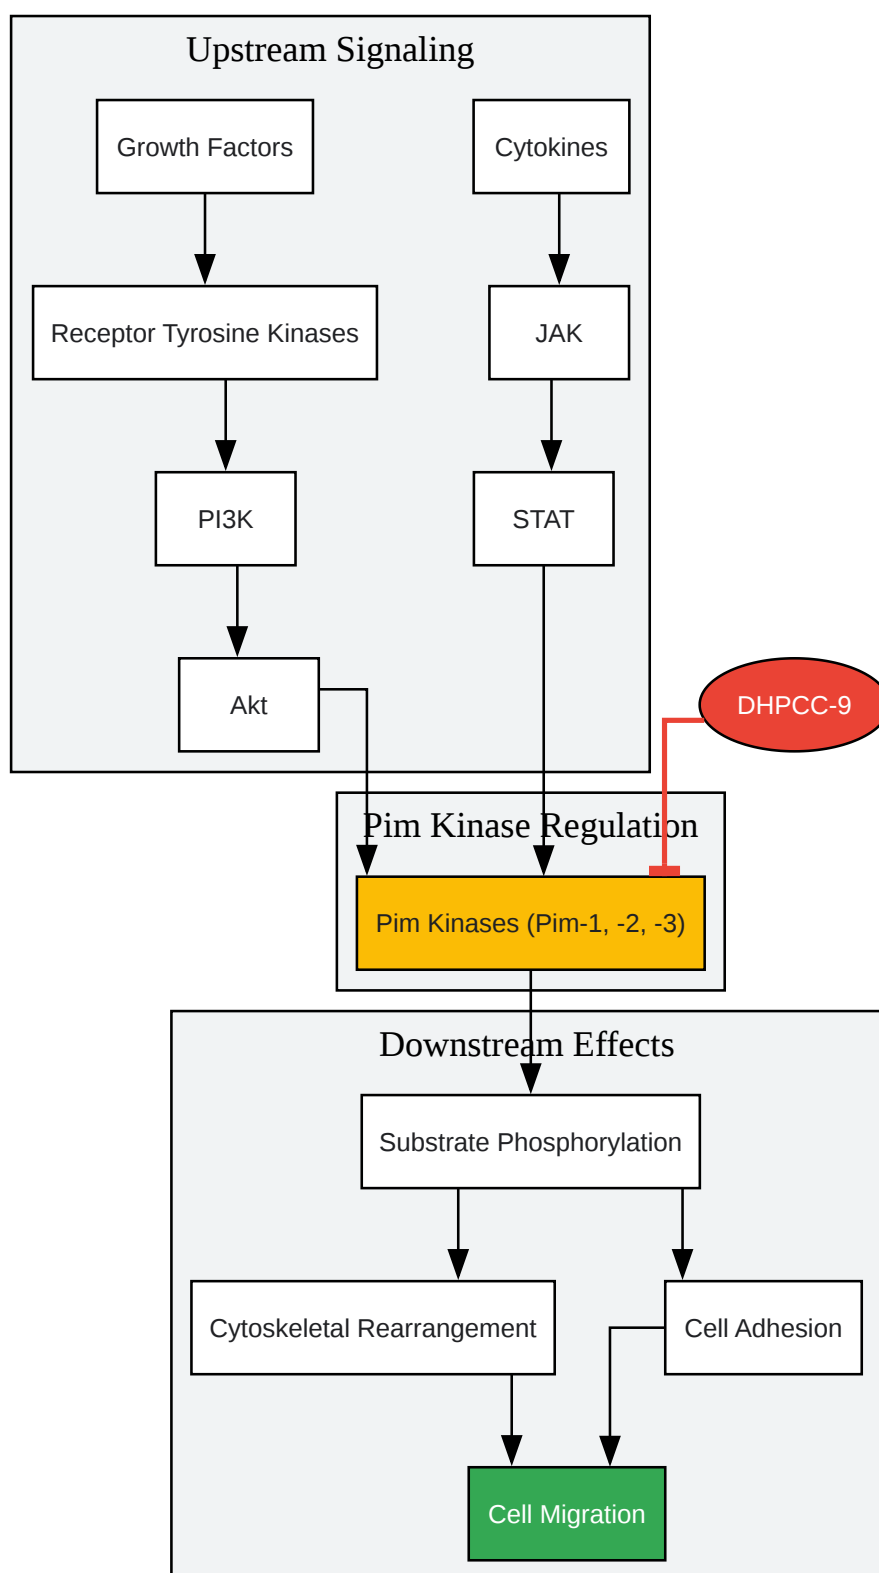 Upstream Signaling
Growth Factors
Cytokines
Receptor Tyrosine Kinases
JAK
PI3K
STAT
Akt
DHPCC-9
Pim Kinase Regulation
Pim Kinases (Pim-1, -2, -3)
Downstream Effects
Substrate Phosphorylation
Cytoskeletal Rearrangement
Cell Adhesion
Cell Migration